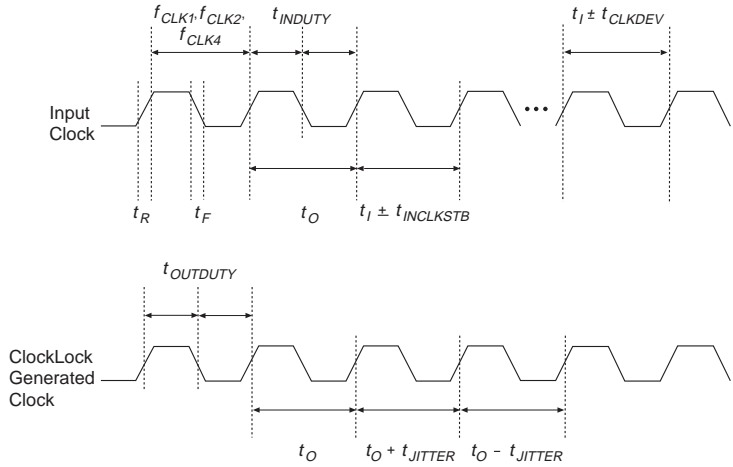 f_CLK1, f_CLK2,
f_CLK4
t_INDUTY
t_I ± t_CLKDEV
Input
Clock
t_R
t_F
t_O
t_I ± t_INCLKSTB
t_OUTDUTY
ClockLock
Generated
Clock
t_O
t_O + t_JITTER
t_O – t_JITTER